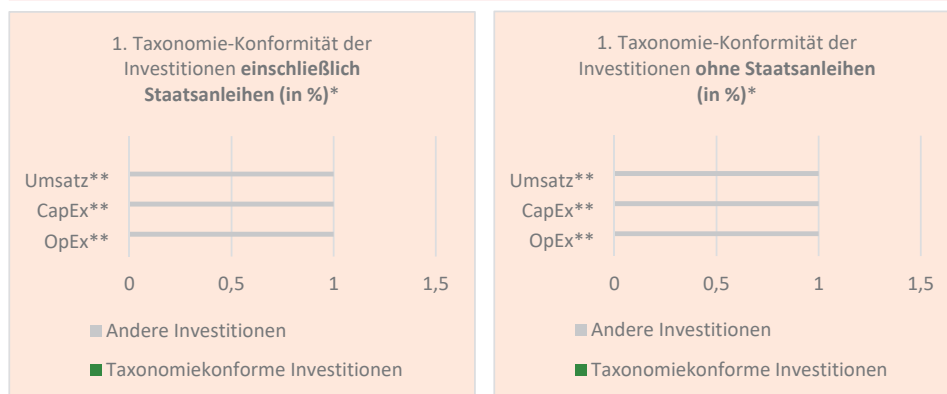 1. Taxonomie-Konformität der
Investitionen einschließlich
Staatsanleihen (in %)*
Umsatz**
CapEx**
OpEx**
0 0,5 1 1,5
Andere Investitionen
Taxonomiekonforme Investitionen
1. Taxonomie-Konformität der
Investitionen ohne Staatsanleihen
(in %)*
Umsatz**
CapEx**
OpEx**
0 0,5 1 1,5
Andere Investitionen
Taxonomiekonforme Investitionen